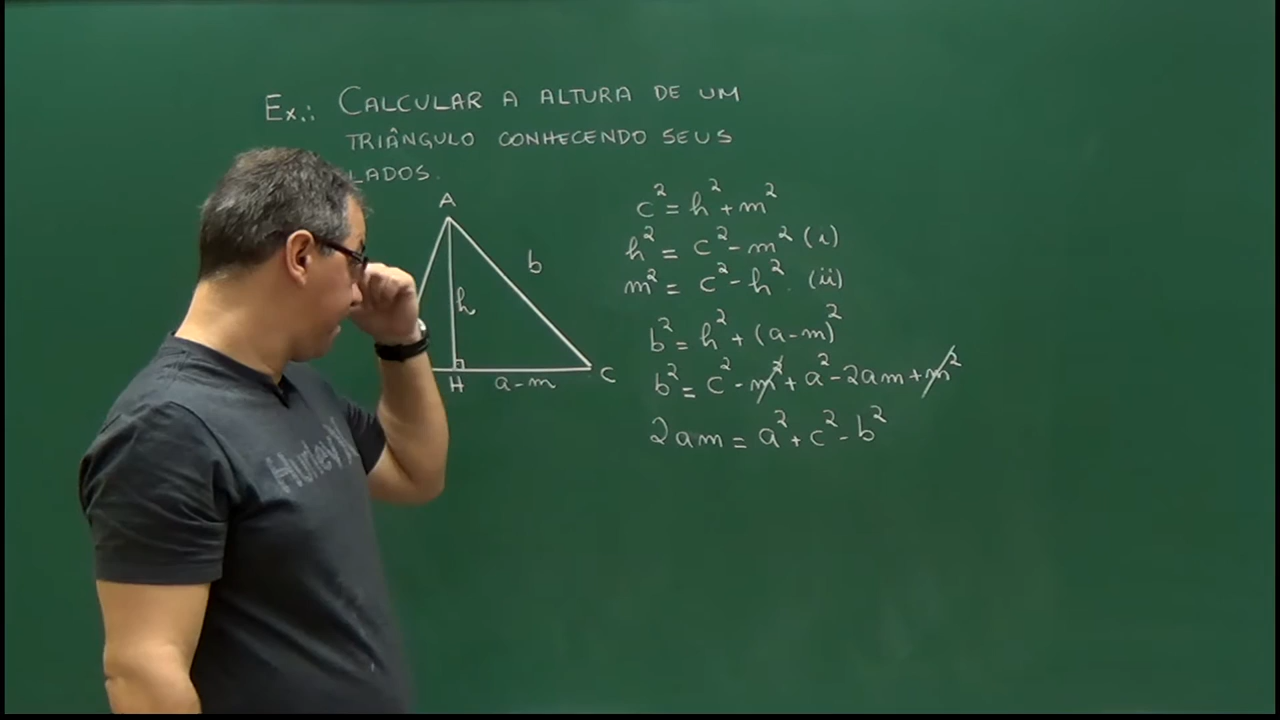 Ex.: CALCULAR A ALTURA DE UM
TRIÂNGULO CONHECENDO SEUS
LADOS.
A
b
h
H
a-m
C
c² = h² + m²
h² = c² - m² (i)
m² = c² - h². (ii)
b² = h² + (a-m)²
b² = c² - m² + a² - 2am + m²
2am = a² + c² - b²
Hurley